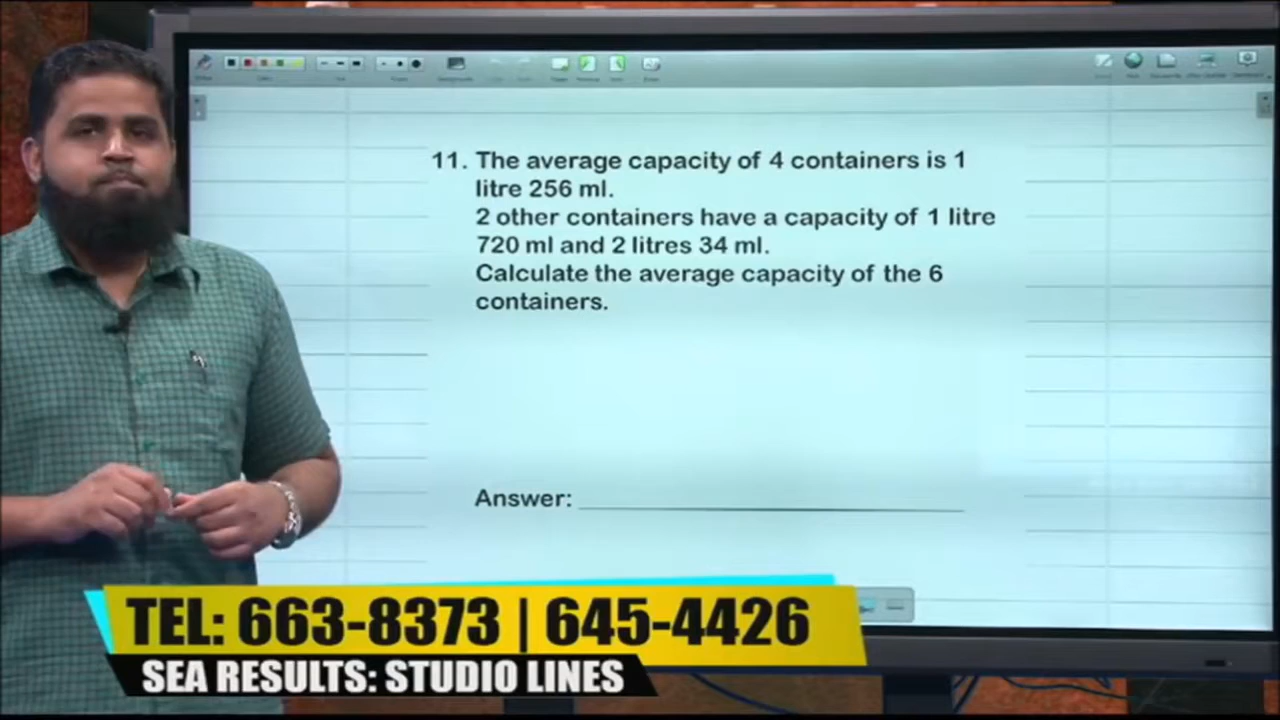 11. The average capacity of 4 containers is 1
litre 256 ml.
2 other containers have a capacity of 1 litre
720 ml and 2 litres 34 ml.
Calculate the average capacity of the 6
containers.
Answer:
TEL: 663-8373 | 645-4426
SEA RESULTS: STUDIO LINES